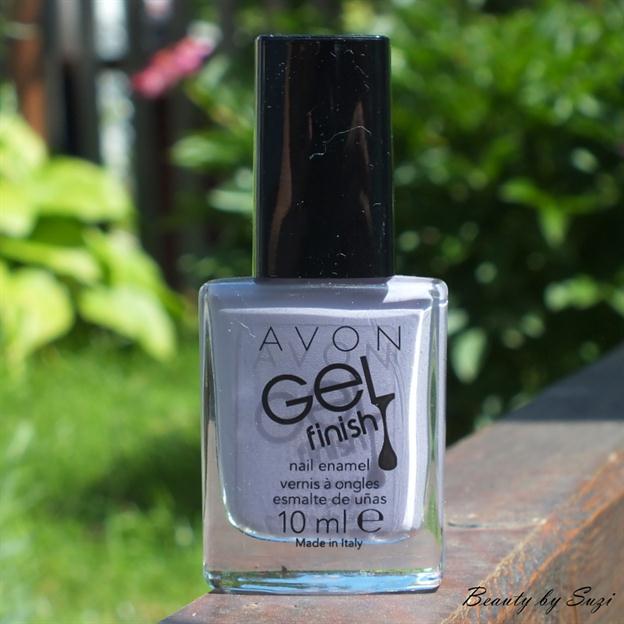 AVON
GEL
finish
nail enamel
vernis à ongles
esmalte de uñas
10 ml ℮
Made in Italy
Beauty by Suzi